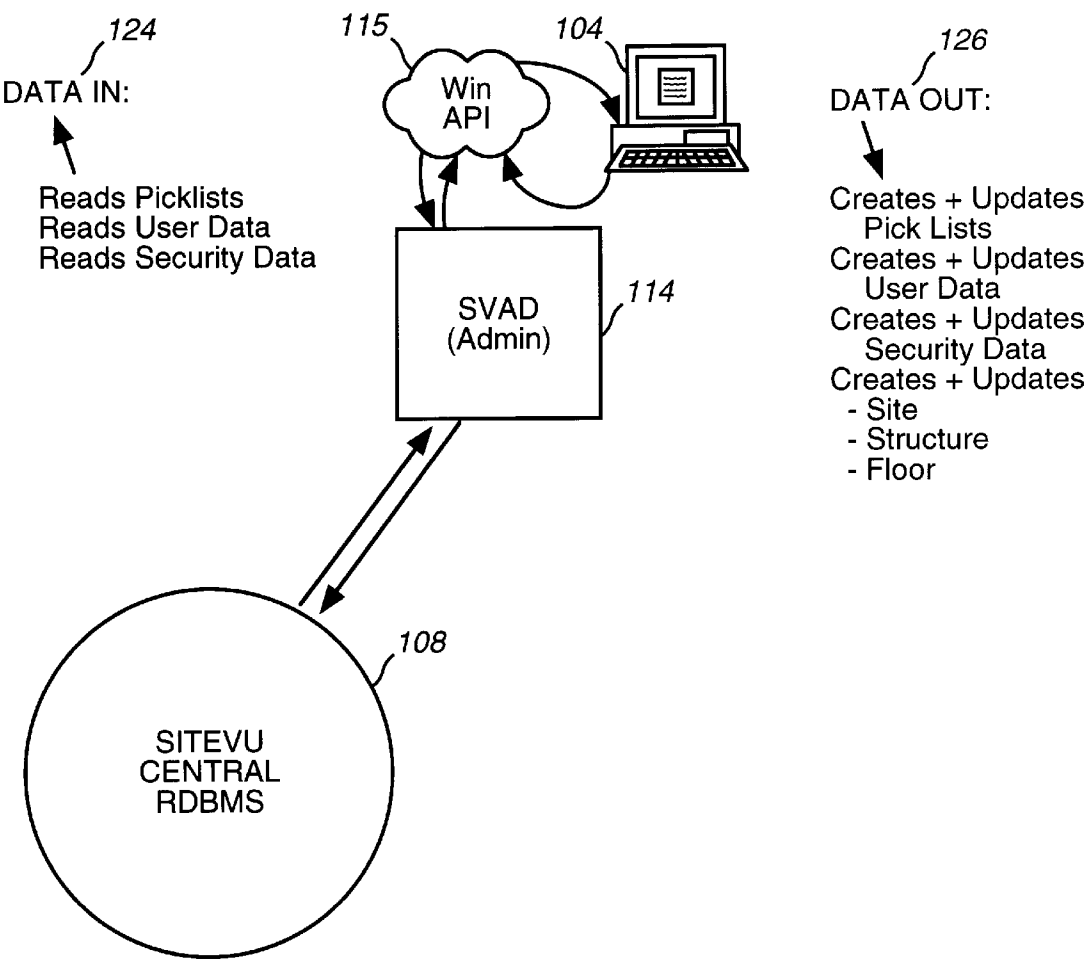 124
DATA IN:
Reads Picklists
Reads User Data
Reads Security Data
115
Win
API
104
126
DATA OUT:
Creates + Updates
Pick Lists
Creates + Updates
User Data
Creates + Updates
Security Data
Creates + Updates
- Site
- Structure
- Floor
SVAD
(Admin)
114
108
SITEVU
CENTRAL
RDBMS